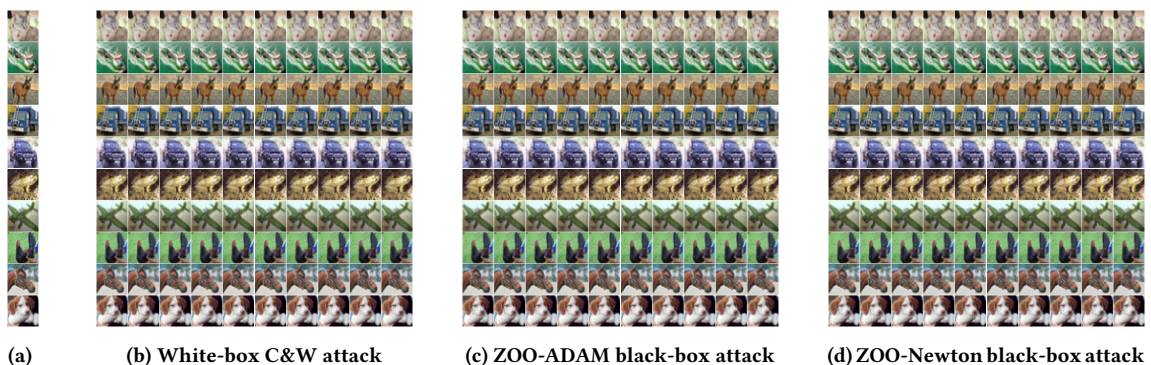 (a)
(b) White-box C&W attack
(c) ZOO-ADAM black-box attack
(d) ZOO-Newton black-box attack